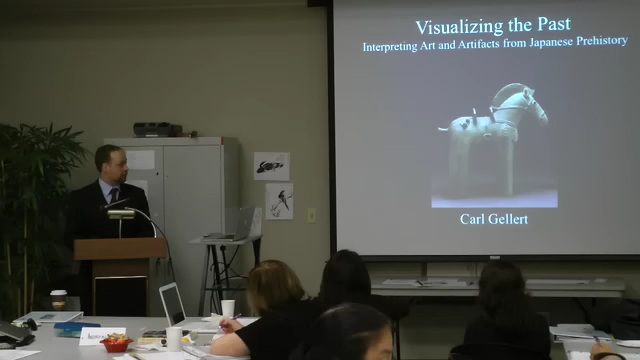 Visualizing the Past
Interpreting Art and Artifacts from Japanese Prehistory
Carl Gellert